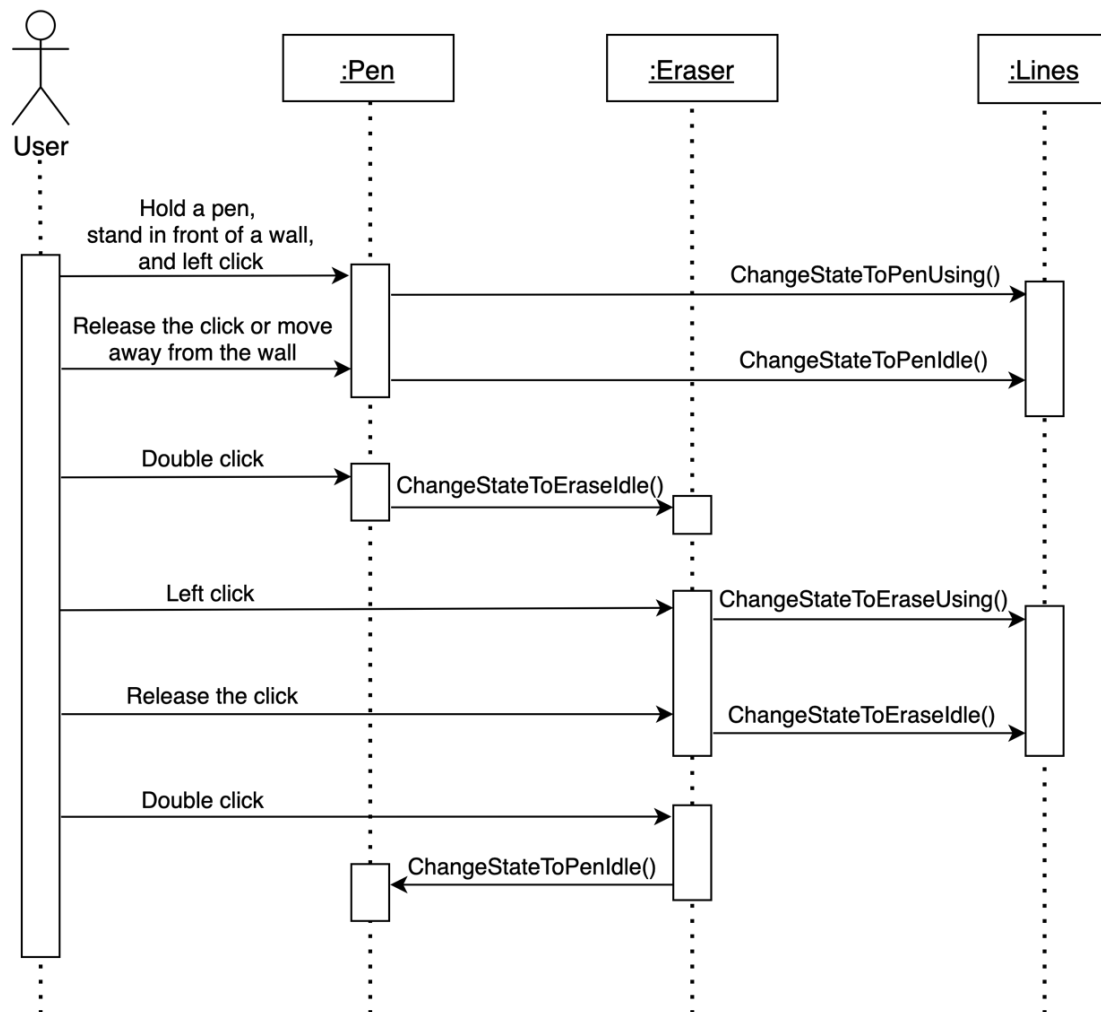 :Pen
:Eraser
:Lines
User
Hold a pen,
stand in front of a wall,
and left click
ChangeStateToPenUsing()
Release the click or move
away from the wall
ChangeStateToPenIdle()
Double click
ChangeStateToEraseIdle()
Left click
ChangeStateToEraseUsing()
Release the click
ChangeStateToEraseIdle()
Double click
ChangeStateToPenIdle()